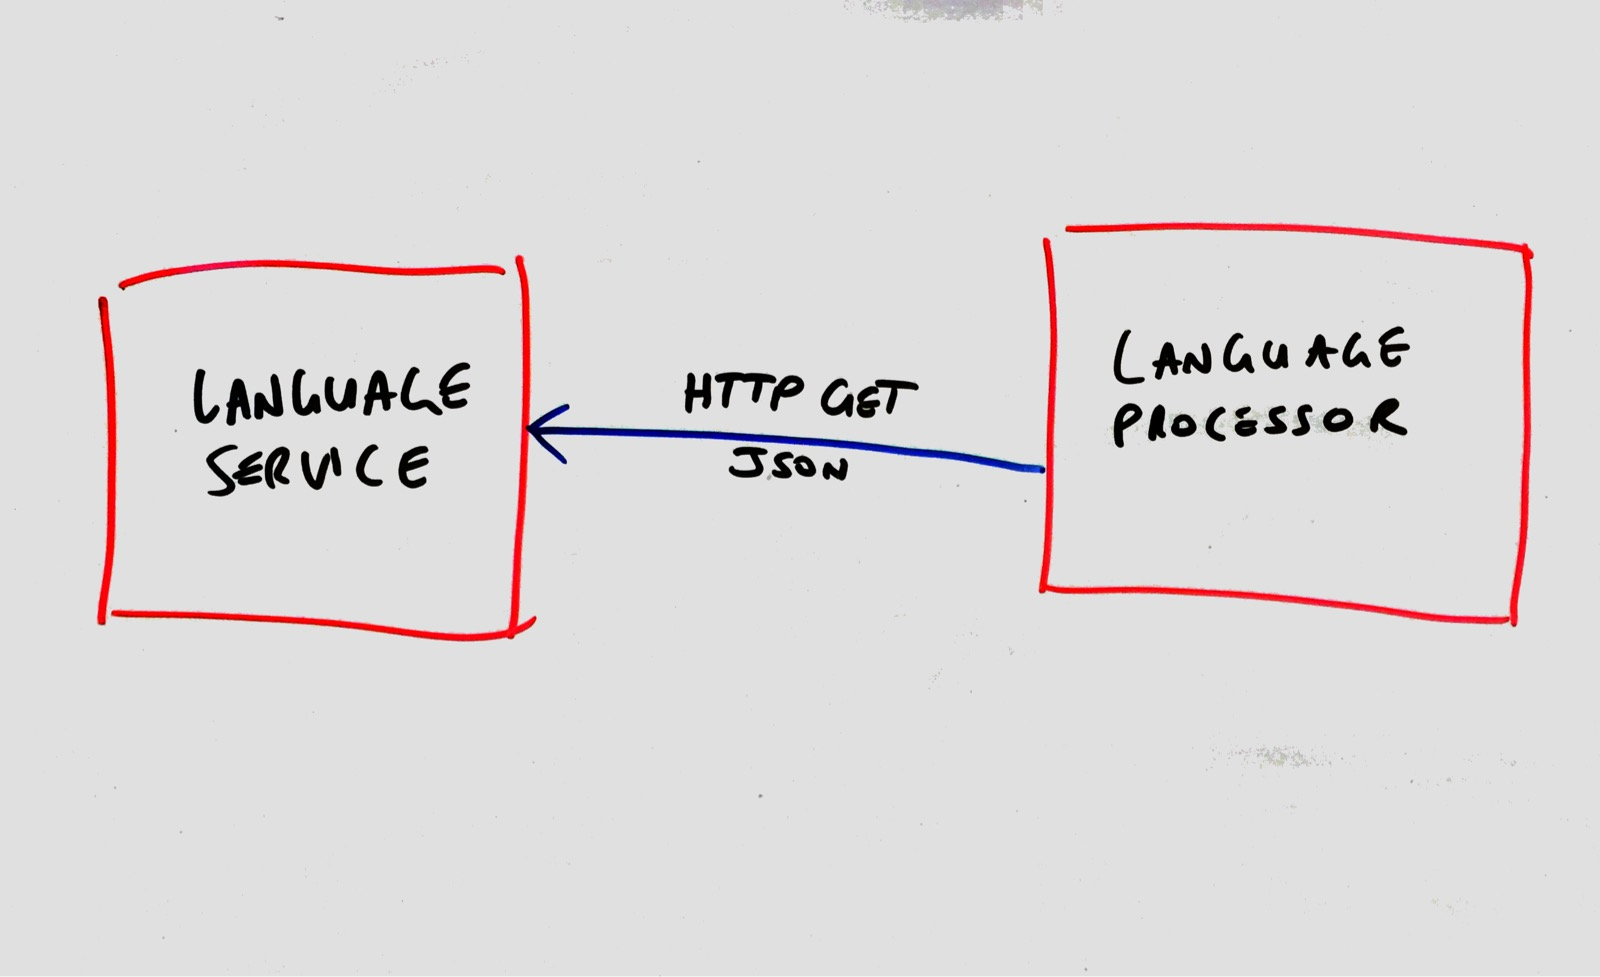 LANGUAGE
SERVICE
HTTP GET
JSON
LANGUAGE
PROCESSOR